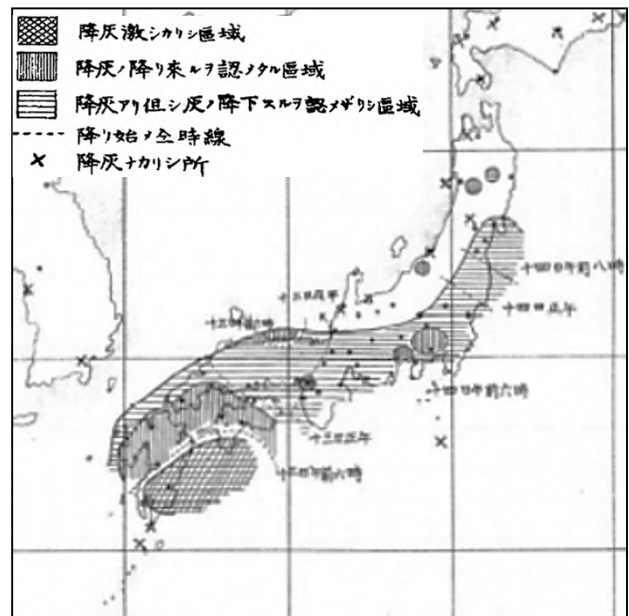 降灰激シカリシ區域
降灰ノ降リ來ルヲ認メタル區域
降灰アリ但シ灰ノ降下スルヲ認メザリシ區域
降リ始ノ仝時線
降灰ナカリシ所
十四日午前八時
十四日正午
十四日午前六時
十三日正午
十三日午前六時